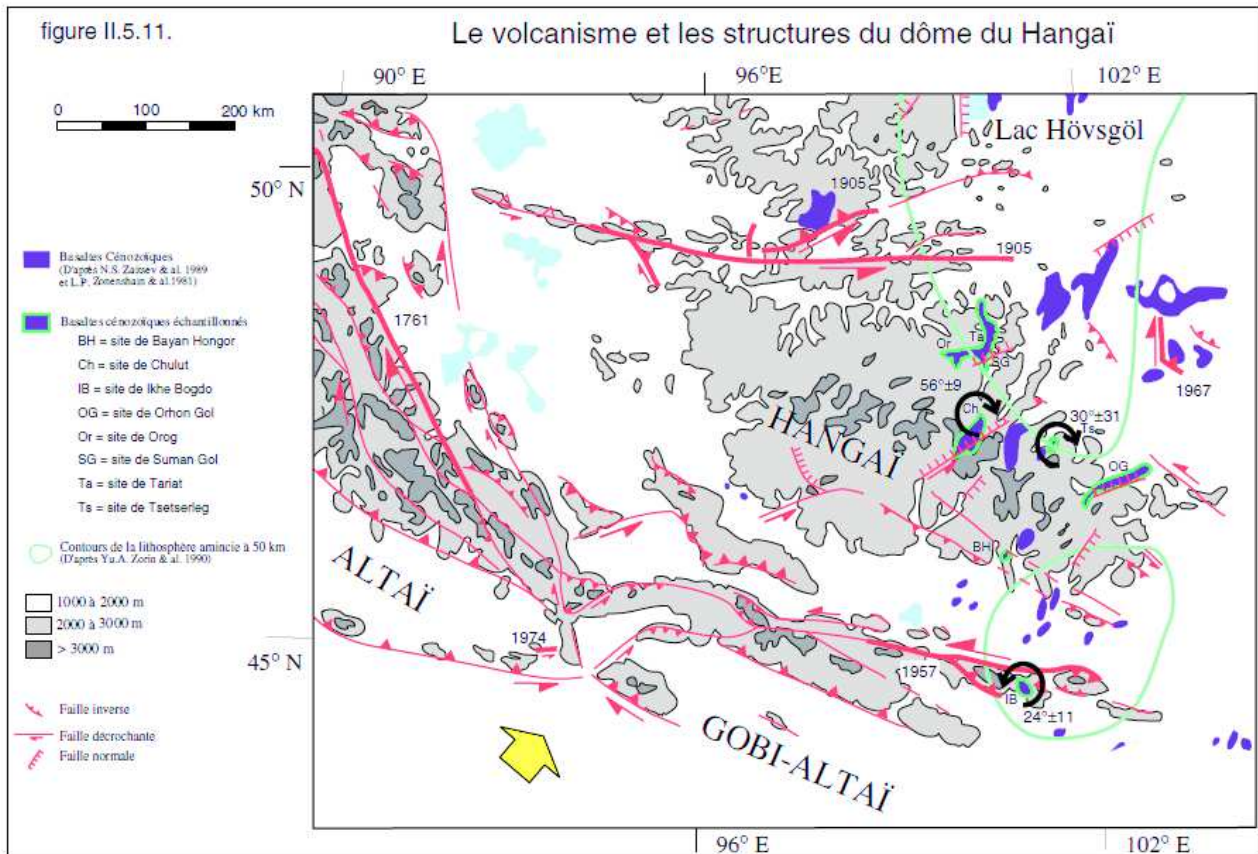 figure II.5.11.
Le volcanisme et les structures du dôme du Hangaï
90° E
96°E
102° E
0 100 200 km
50° N
45° N
Basaltes Cénozoïques
(D'après N.S. Zaitsev & al. 1989
et L.P. Zonenshain & al.1981)
Basaltes cénozoïques échantillonnés
BH = site de Bayan Hongor
Ch = site de Chulut
IB = site de Ikhe Bogdo
OG = site de Orhon Gol
Or = site de Orog
SG = site de Suman Gol
Ta = site de Tariat
Ts = site de Tsetserleg
Contours de la lithosphère amincie à 50 km
(D'après Yu.A. Zorin & al. 1990)
1000 à 2000 m
2000 à 3000 m
> 3000 m
Faille inverse
Faille décrochante
Faille normale
Lac Hövsgöl
1905
1905
1761
Ta
Or
SG
1967
56°±9
Ch
30°±31
Ts
HANGAÏ
OG
BH
ALTAÏ
1974
1957
IB
24°±11
GOBI-ALTAÏ
96° E
102° E